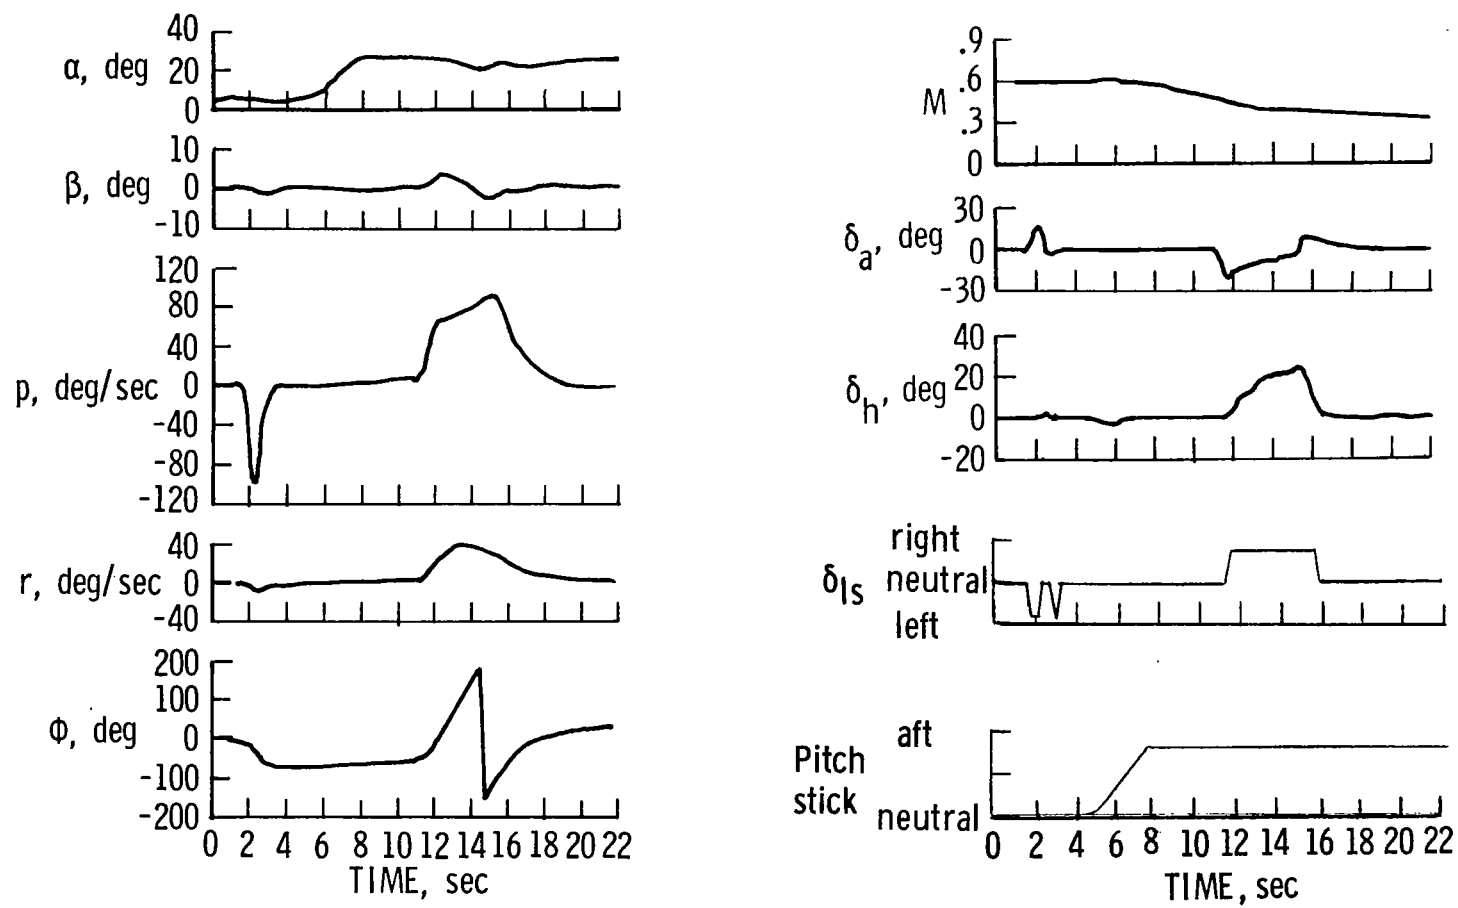 40
α, deg 20
0
10
β, deg 0
-10
120
80
40
p, deg/sec 0
-40
-80
-120
40
r, deg/sec 0
-40
200
100
Φ, deg 0
-100
-200
0 2 4 6 8 10 12 14 16 18 20 22
TIME, sec
.9
.6
M
.3
0
30
δa, deg 0
-30
40
δh, deg 20
0
-20
right
δls neutral
left
aft
Pitch
stick
neutral
0 2 4 6 8 10 12 14 16 18 20 22
TIME, sec